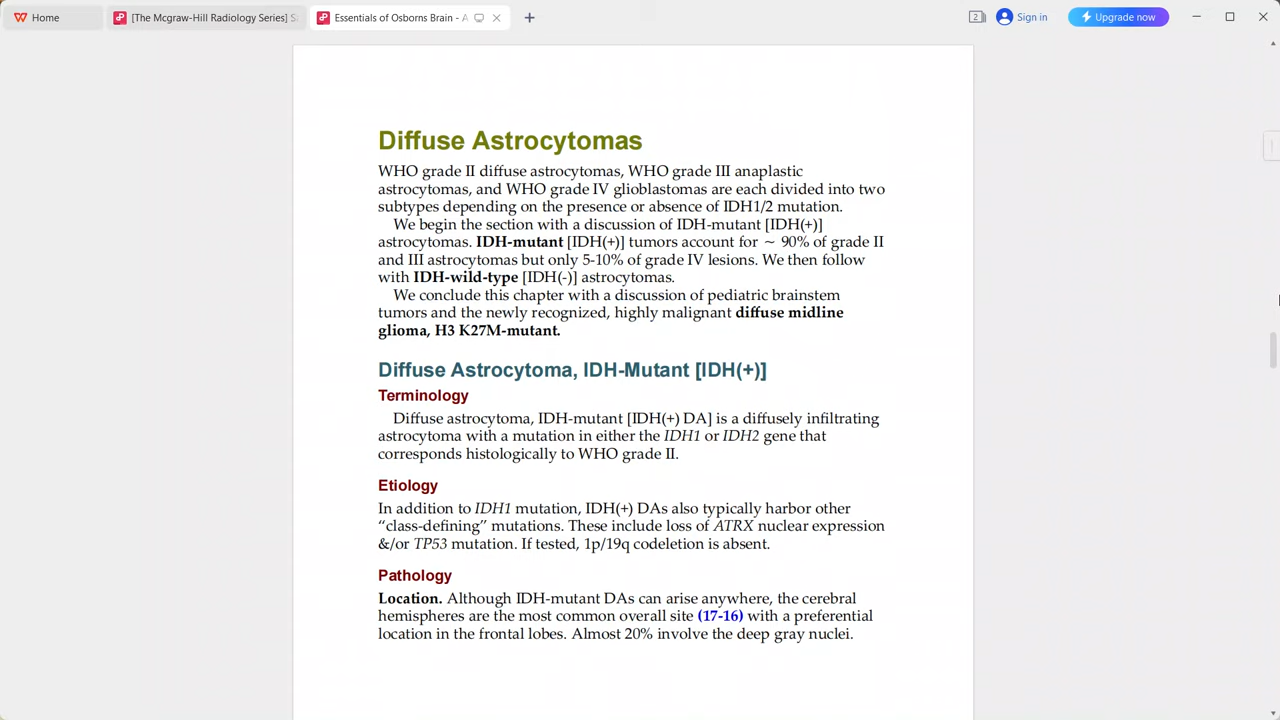 Home
[The Mcgraw-Hill Radiology Series] S
Essentials of Osborns Brain - A
2
Sign in
Upgrade now
Diffuse Astrocytomas
WHO grade II diffuse astrocytomas, WHO grade III anaplastic
astrocytomas, and WHO grade IV glioblastomas are each divided into two
subtypes depending on the presence or absence of IDH1/2 mutation.
We begin the section with a discussion of IDH-mutant [IDH(+)]
astrocytomas. IDH-mutant [IDH(+)] tumors account for ~ 90% of grade II
and III astrocytomas but only 5-10% of grade IV lesions. We then follow
with IDH-wild-type [IDH(-)] astrocytomas.
We conclude this chapter with a discussion of pediatric brainstem
tumors and the newly recognized, highly malignant diffuse midline
glioma, H3 K27M-mutant.
Diffuse Astrocytoma, IDH-Mutant [IDH(+)]
Terminology
Diffuse astrocytoma, IDH-mutant [IDH(+) DA] is a diffusely infiltrating
astrocytoma with a mutation in either the IDH1 or IDH2 gene that
corresponds histologically to WHO grade II.
Etiology
In addition to IDH1 mutation, IDH(+) DAs also typically harbor other
“class-defining” mutations. These include loss of ATRX nuclear expression
&/or TP53 mutation. If tested, 1p/19q codeletion is absent.
Pathology
Location. Although IDH-mutant DAs can arise anywhere, the cerebral
hemispheres are the most common overall site (17-16) with a preferential
location in the frontal lobes. Almost 20% involve the deep gray nuclei.